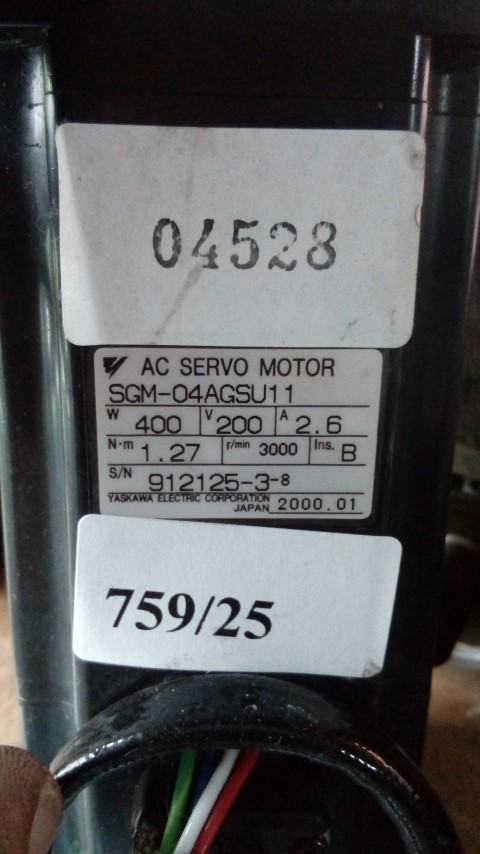 04528
AC SERVO MOTOR
SGM-04AGSU11
W 400 V 200 A 2.6
N·m 1.27 r/min 3000 Ins. B
S/N 912125-3-8
YASKAWA ELECTRIC CORPORATION
JAPAN 2000.01
759/25